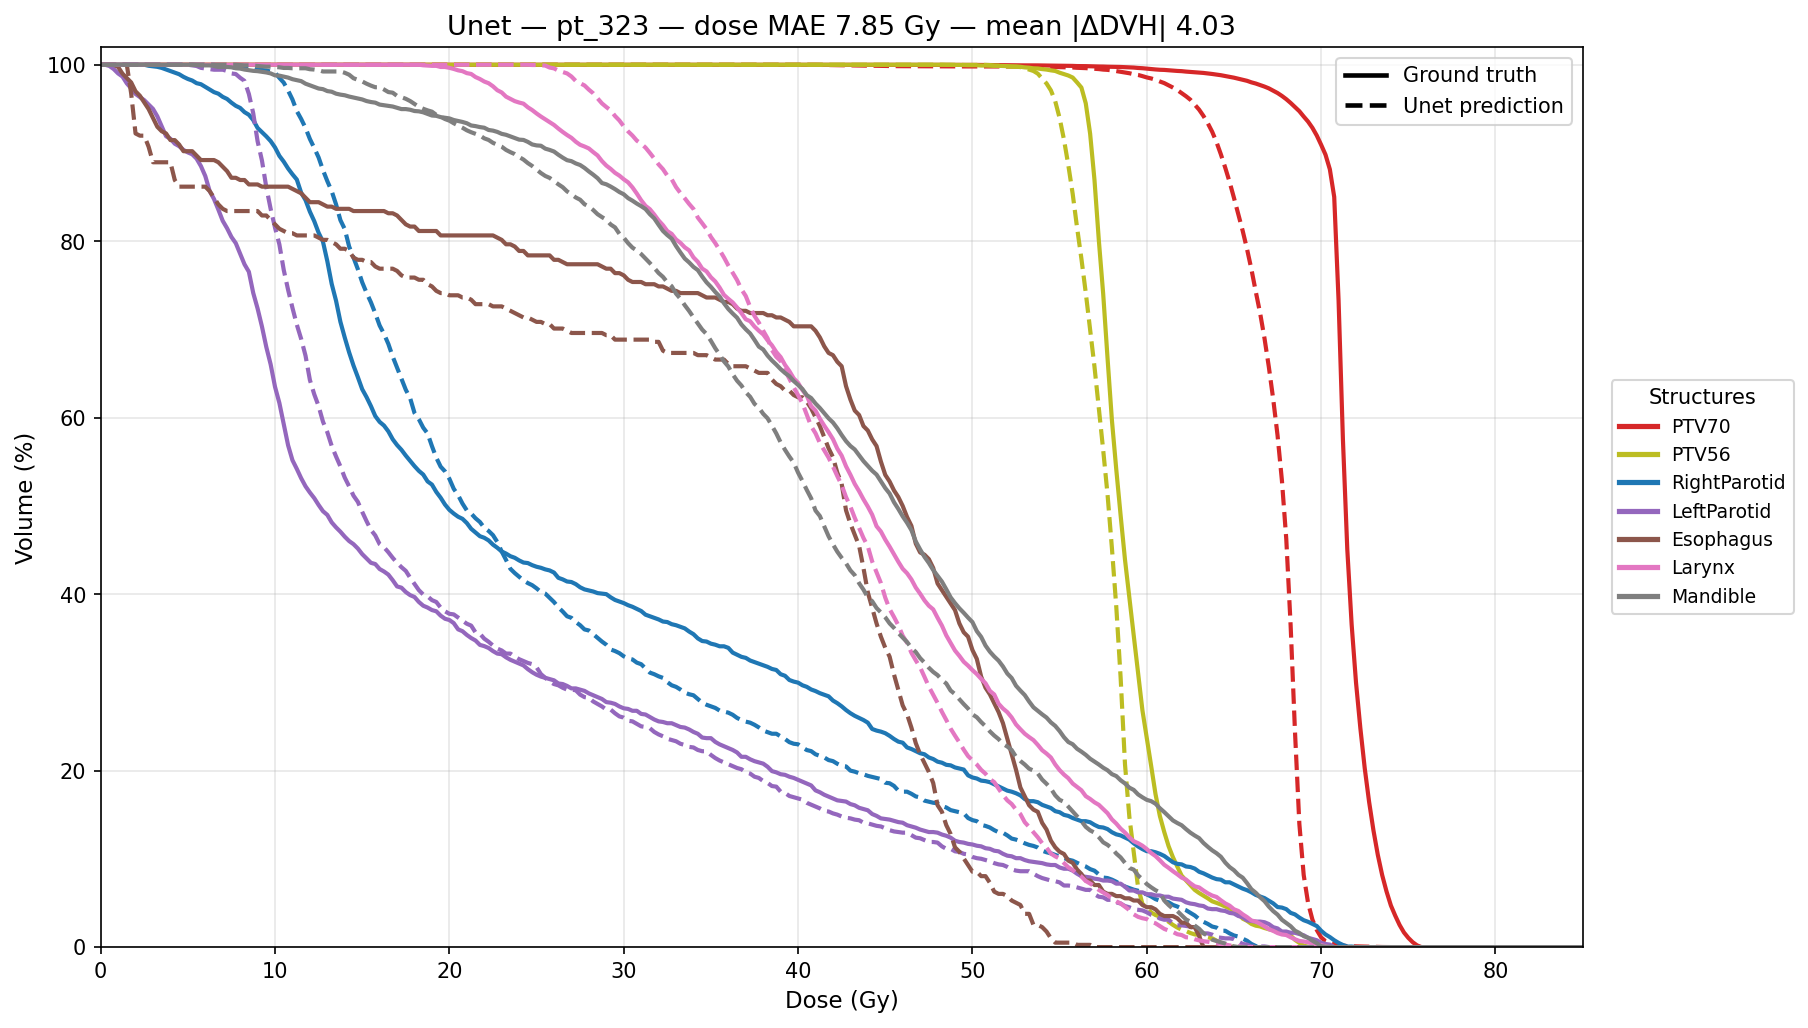 Unet — pt_323 — dose MAE 7.85 Gy — mean |ΔDVH| 4.03
Ground truth
Unet prediction
Volume (%)
100
80
60
40
20
0
0 10 20 30 40 50 60 70 80
Dose (Gy)
Structures
PTV70
PTV56
RightParotid
LeftParotid
Esophagus
Larynx
Mandible